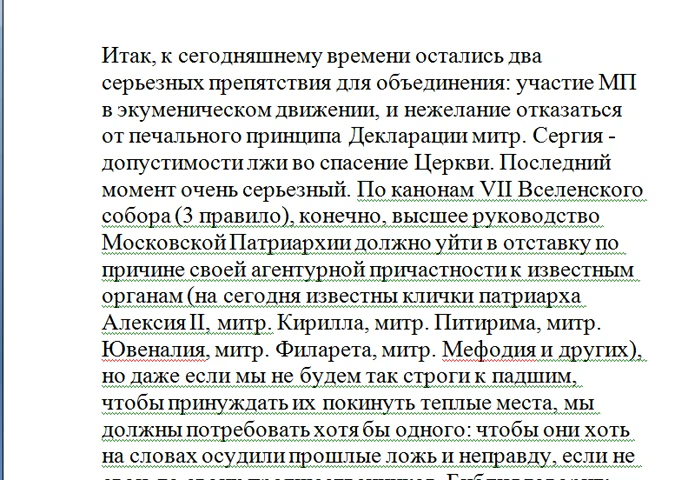 Итак, к сегодняшнему времени остались два
серьезных препятствия для объединения: участие МП
в экуменическом движении, и нежелание отказаться
от печального принципа Декларации митр. Сергия -
допустимости лжи во спасение Церкви. Последний
момент очень серьезный. По канонам VII Вселенского
собора (3 правило), конечно, высшее руководство
Московской Патриархии должно уйти в отставку по
причине своей агентурной причастности к известным
органам (на сегодня известны клички патриарха
Алексия II, митр. Кирилла, митр. Питирима, митр.
Ювеналия, митр. Филарета, митр. Мефодия и других),
но даже если мы не будем так строги к падшим,
чтобы принуждать их покинуть теплые места, мы
должны потребовать хотя бы одного: чтобы они хоть
на словах осудили прошлые ложь и неправду, если не